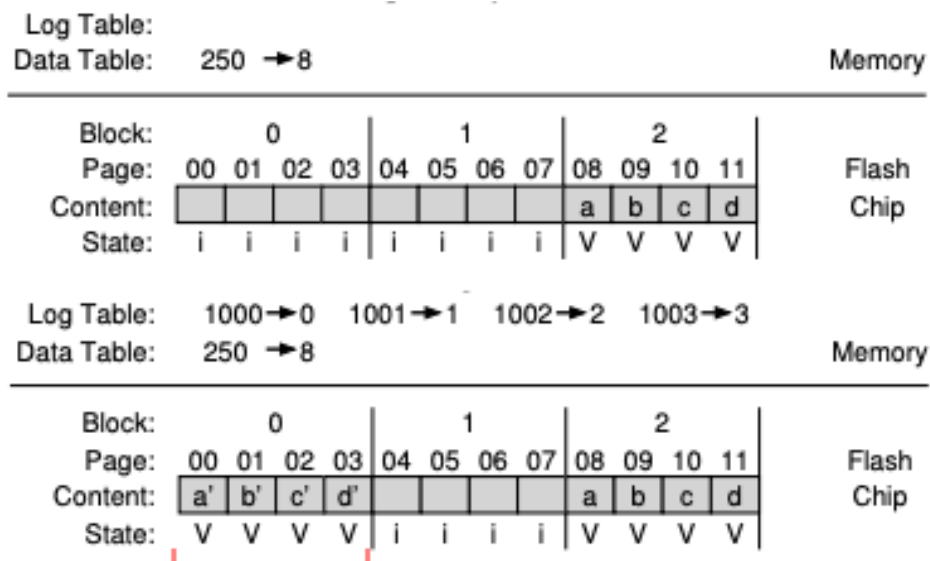 Log Table:
Data Table: 250 →8 Memory
Block: 0 1 2
Page: 00 01 02 03 04 05 06 07 08 09 10 11 Flash
Content: a b c d Chip
State: i i i i i i i i V V V V
Log Table: 1000→0 1001→1 1002→2 1003→3
Data Table: 250 →8 Memory
Block: 0 1 2
Page: 00 01 02 03 04 05 06 07 08 09 10 11 Flash
Content: a' b' c' d' a b c d Chip
State: V V V V i i i i V V V V